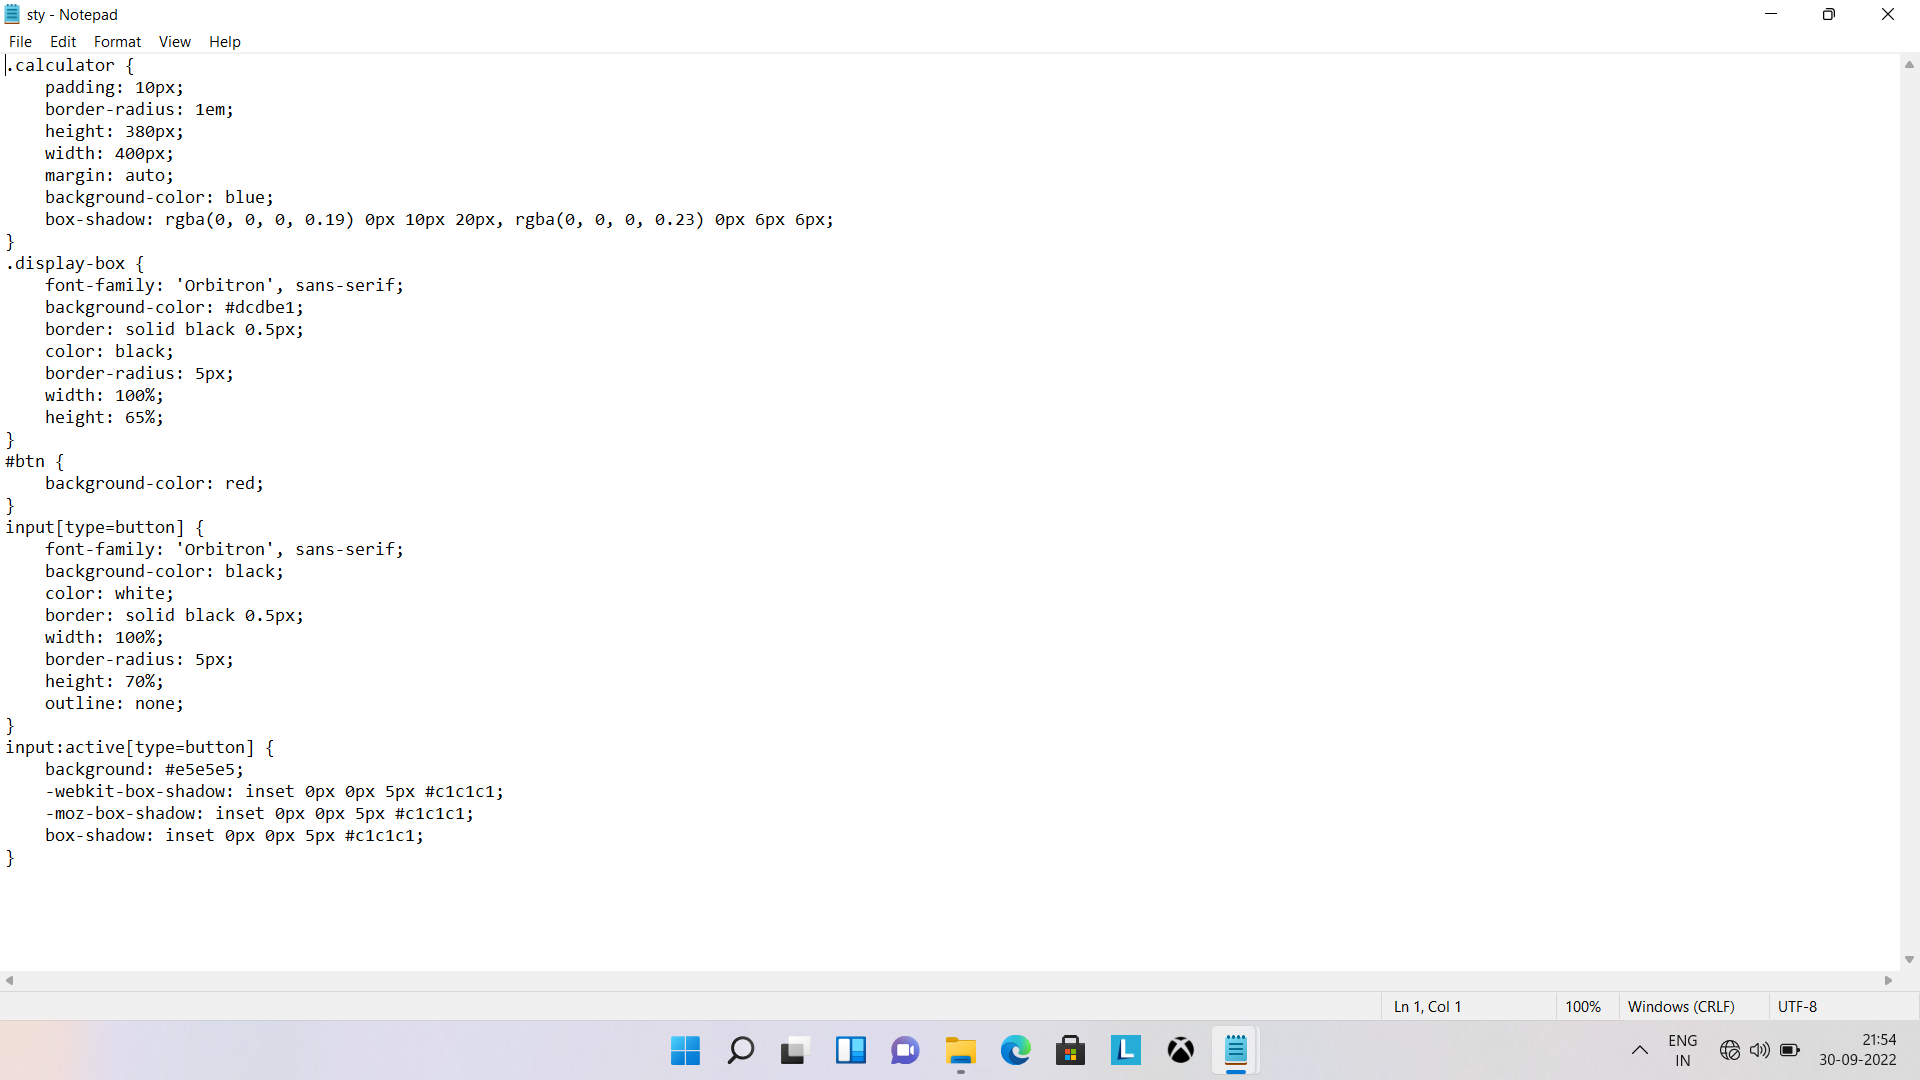 sty - Notepad
File Edit Format View Help
.calculator {
    padding: 10px;
    border-radius: 1em;
    height: 380px;
    width: 400px;
    margin: auto;
    background-color: blue;
    box-shadow: rgba(0, 0, 0, 0.19) 0px 10px 20px, rgba(0, 0, 0, 0.23) 0px 6px 6px;
}
.display-box {
    font-family: 'Orbitron', sans-serif;
    background-color: #dcdbe1;
    border: solid black 0.5px;
    color: black;
    border-radius: 5px;
    width: 100%;
    height: 65%;
}
#btn {
    background-color: red;
}
input[type=button] {
    font-family: 'Orbitron', sans-serif;
    background-color: black;
    color: white;
    border: solid black 0.5px;
    width: 100%;
    border-radius: 5px;
    height: 70%;
    outline: none;
}
input:active[type=button] {
    background: #e5e5e5;
    -webkit-box-shadow: inset 0px 0px 5px #c1c1c1;
    -moz-box-shadow: inset 0px 0px 5px #c1c1c1;
    box-shadow: inset 0px 0px 5px #c1c1c1;
}
Ln 1, Col 1 100% Windows (CRLF) UTF-8
L
ENG
IN
21:54
30-09-2022